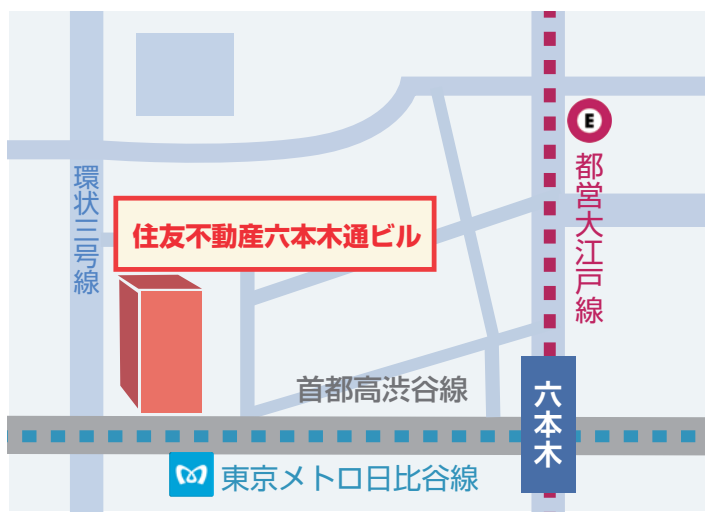 E
都営大江戸線
環状三号線
住友不動産六本木通ビル
首都高渋谷線
六本木
東京メトロ日比谷線